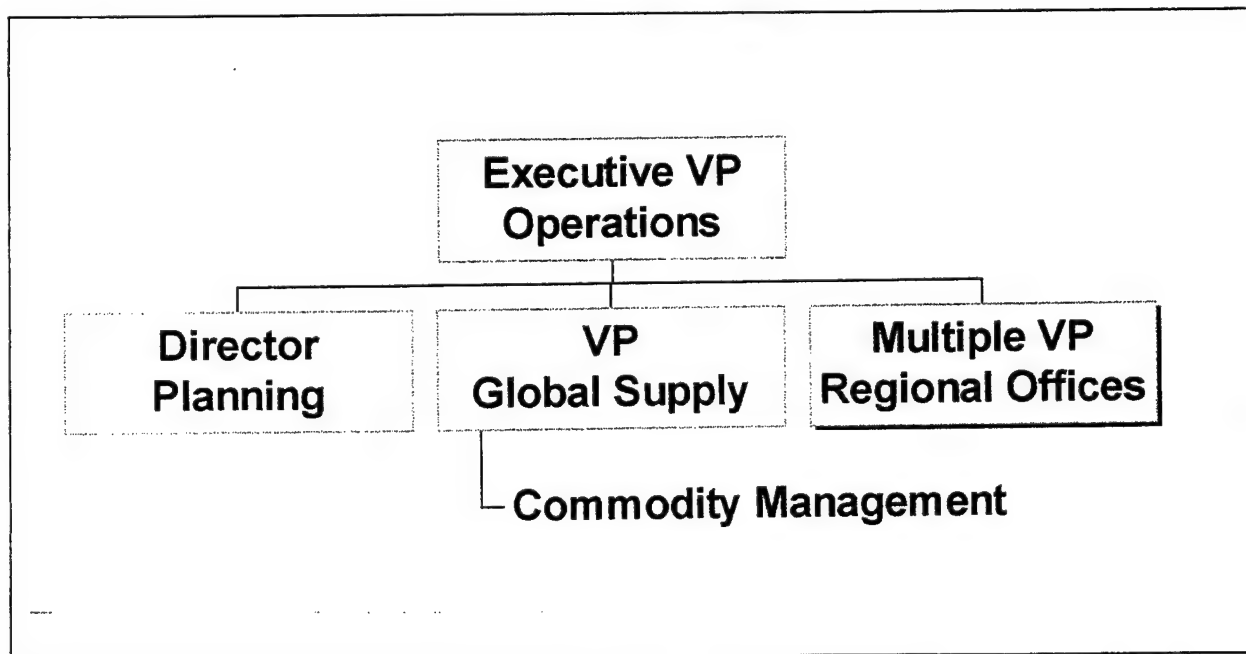 Executive VP
Operations
Director
Planning
VP
Global Supply
Multiple VP
Regional Offices
Commodity Management